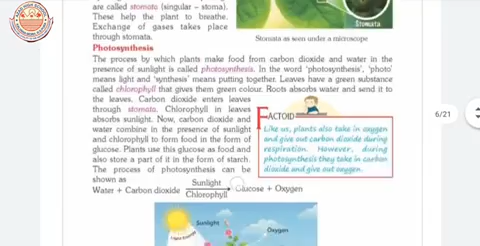 are called stomata (singular – stoma).
These help the plant to breathe.
Exchange of gases takes place
through stomata.
Stomata
Stomata as seen under a microscope
Photosynthesis
The process by which plants make food from carbon dioxide and water in the
presence of sunlight is called photosynthesis. In the word 'photosynthesis', 'photo'
means light and 'synthesis' means putting together. Leaves have a green substance
called chlorophyll that gives them green colour. Roots absorbs water and send it to
the leaves. Carbon dioxide enters
leaves through stomata. Chlorophyll in leaves
absorbs sunlight. Now, carbon dioxide and
water combine in the presence of sunlight
and chlorophyll to form food in the form of
glucose. Plants use this glucose as food and
also store a part of it in the form of starch.
The process of photosynthesis can be
shown as
Water + Carbon dioxide Sunlight Chlorophyll Glucose + Oxygen
FACTOID
Like us, plants also take in oxygen
and give out carbon dioxide during
respiration. However, during
photosynthesis they take in carbon
dioxide and give out oxygen.
6/21
Sunlight
Oxygen